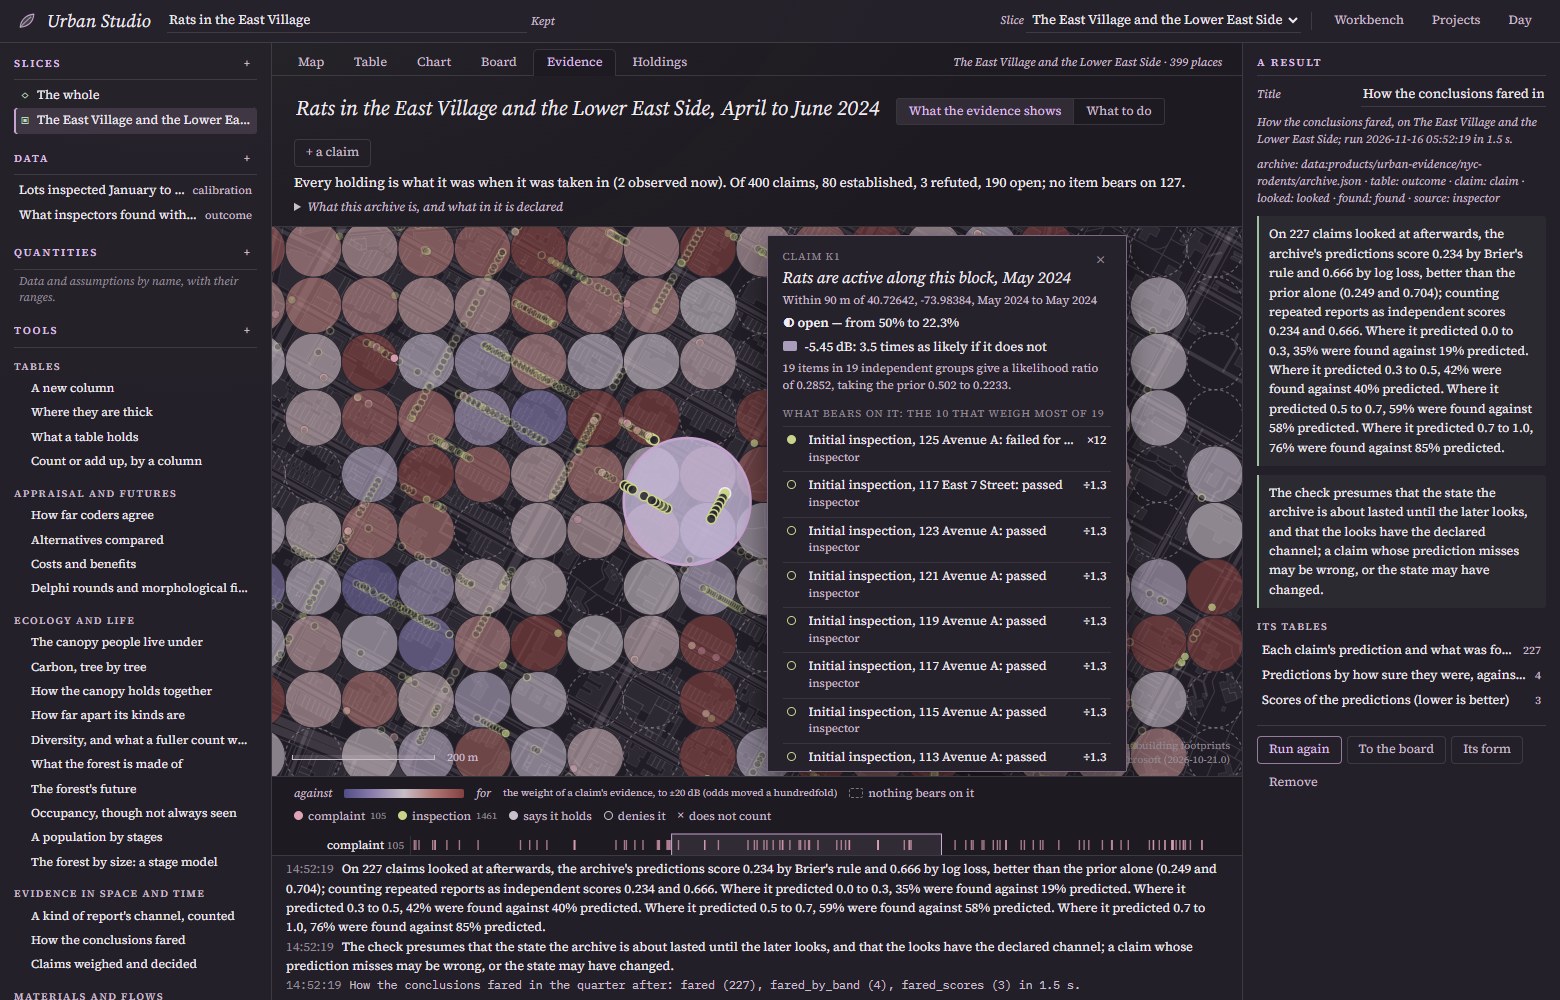 Urban Studio
Rats in the East Village
Kept
Slice The East Village and the Lower East Side
Workbench
Projects
Day
SLICES +
The whole
The East Village and the Lower Ea...
DATA +
Lots inspected January to ... calibration
What inspectors found with... outcome
QUANTITIES +
Data and assumptions by name, with their
ranges.
TOOLS +
TABLES
A new column
Where they are thick
What a table holds
Count or add up, by a column
APPRAISAL AND FUTURES
How far coders agree
Alternatives compared
Costs and benefits
Delphi rounds and morphological fi...
ECOLOGY AND LIFE
The canopy people live under
Carbon, tree by tree
How the canopy holds together
How far apart its kinds are
Diversity, and what a fuller count w...
What the forest is made of
The forest's future
Occupancy, though not always seen
A population by stages
The forest by size: a stage model
EVIDENCE IN SPACE AND TIME
A kind of report's channel, counted
How the conclusions fared
Claims weighed and decided
MATERIALS AND FLOWS
Map Table Chart Board Evidence Holdings
The East Village and the Lower East Side · 399 places
Rats in the East Village and the Lower East Side, April to June 2024
What the evidence shows What to do
+ a claim
Every holding is what it was when it was taken in (2 observed now). Of 400 claims, 80 established, 3 refuted, 190 open; no item bears on 127.
▶ What this archive is, and what in it is declared
CLAIM K1 ×
Rats are active along this block, May 2024
Within 90 m of 40.72642, -73.98384, May 2024 to May 2024
open — from 50% to 22.3%
-5.45 dB: 3.5 times as likely if it does not
19 items in 19 independent groups give a likelihood ratio
of 0.2852, taking the prior 0.502 to 0.2233.
WHAT BEARS ON IT: THE 10 THAT WEIGH MOST OF 19
Initial inspection, 125 Avenue A: failed for ... ×12
inspector
Initial inspection, 117 East 7 Street: passed ÷1.3
inspector
Initial inspection, 123 Avenue A: passed ÷1.3
inspector
Initial inspection, 121 Avenue A: passed ÷1.3
inspector
Initial inspection, 119 Avenue A: passed ÷1.3
inspector
Initial inspection, 117 Avenue A: passed ÷1.3
inspector
Initial inspection, 115 Avenue A: passed ÷1.3
inspector
Initial inspection, 113 Avenue A: passed ÷1.3
200 m
building footprints
(2026-10-21.0)
against for the weight of a claim's evidence, to ±20 dB (odds moved a hundredfold) nothing bears on it
complaint 105 inspection 1461 says it holds denies it × does not count
complaint 105
14:52:19 On 227 claims looked at afterwards, the archive's predictions score 0.234 by Brier's rule and 0.666 by log loss, better than the prior alone (0.249 and
0.704); counting repeated reports as independent scores 0.234 and 0.666. Where it predicted 0.0 to 0.3, 35% were found against 19% predicted. Where it
predicted 0.3 to 0.5, 42% were found against 40% predicted. Where it predicted 0.5 to 0.7, 59% were found against 58% predicted. Where it predicted 0.7 to
1.0, 76% were found against 85% predicted.
14:52:19 The check presumes that the state the archive is about lasted until the later looks, and that the looks have the declared channel; a claim whose
prediction misses may be wrong, or the state may have changed.
14:52:19 How the conclusions fared in the quarter after: fared (227), fared_by_band (4), fared_scores (3) in 1.5 s.
A RESULT
Title How the conclusions fared in
How the conclusions fared, on The East Village and the
Lower East Side; run 2026-11-16 05:52:19 in 1.5 s.
archive: data:products/urban-evidence/nyc-
rodents/archive.json · table: outcome · claim: claim ·
looked: looked · found: found · source: inspector
On 227 claims looked at afterwards, the
archive's predictions score 0.234 by Brier's
rule and 0.666 by log loss, better than the
prior alone (0.249 and 0.704); counting
repeated reports as independent scores
0.234 and 0.666. Where it predicted 0.0 to
0.3, 35% were found against 19% predicted.
Where it predicted 0.3 to 0.5, 42% were
found against 40% predicted. Where it
predicted 0.5 to 0.7, 59% were found against
58% predicted. Where it predicted 0.7 to 1.0,
76% were found against 85% predicted.
The check presumes that the state the
archive is about lasted until the later looks,
and that the looks have the declared
channel; a claim whose prediction misses
may be wrong, or the state may have
changed.
ITS TABLES
Each claim's prediction and what was fo... 227
Predictions by how sure they were, agains... 4
Scores of the predictions (lower is better) 3
Run again To the board Its form
Remove